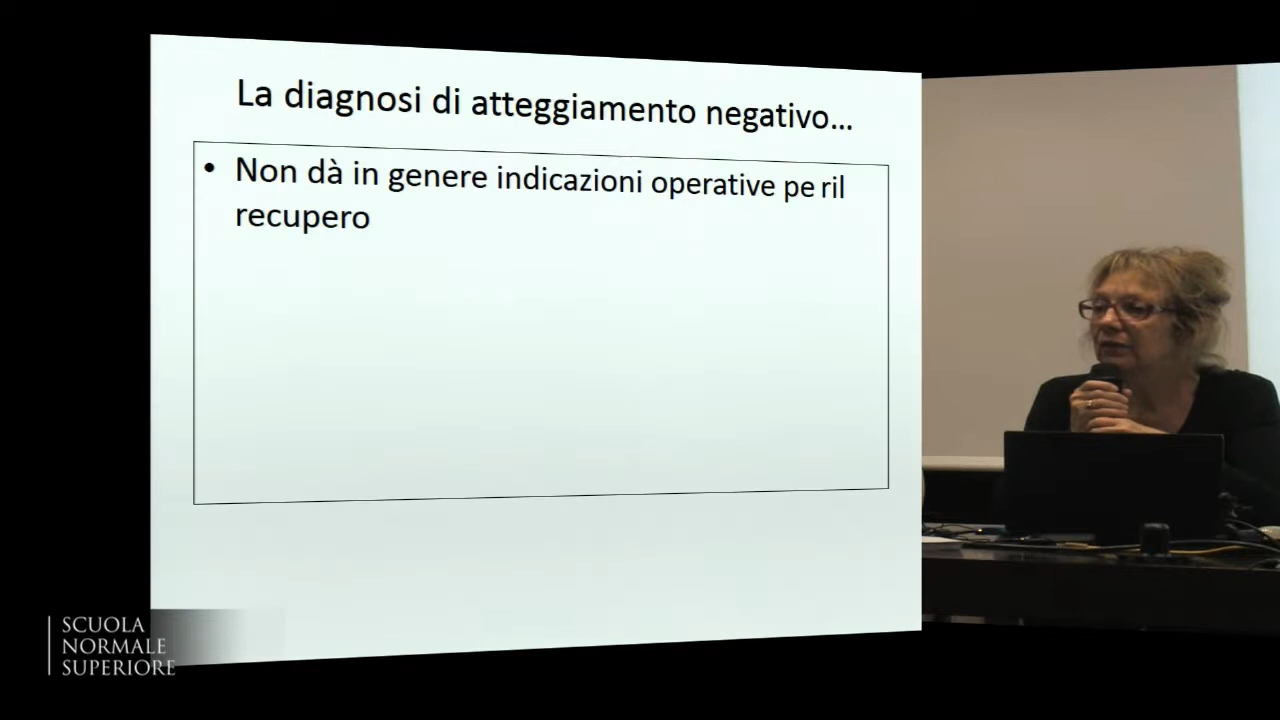 La diagnosi di atteggiamento negativo...
• Non dà in genere indicazioni operative pe ril
recupero
SCUOLA
NORMALE
SUPERIORE